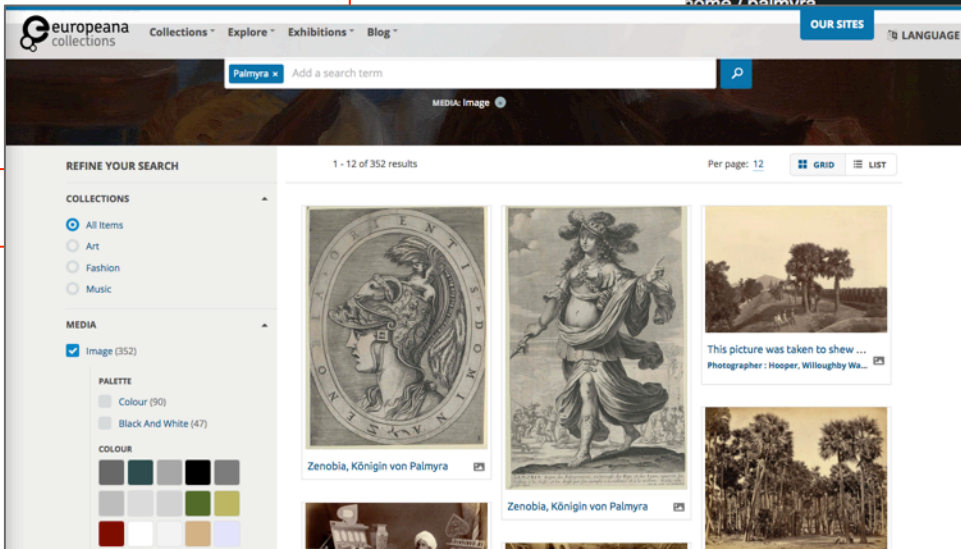 home / palmyra
europeana
collections
Collections
Explore
Exhibitions
Blog
OUR SITES
LANGUAGE
Palmyra ×
Add a search term
MEDIA: Image
REFINE YOUR SEARCH
1 - 12 of 352 results
Per page: 12
GRID
LIST
COLLECTIONS
All Items
Art
Fashion
Music
MEDIA
Image (352)
PALETTE
Colour (90)
Black And White (47)
COLOUR
Zenobia, Königin von Palmyra
Zenobia, Königin von Palmyra
This picture was taken to shew ...
Photographer : Hooper, Willoughby Wa...